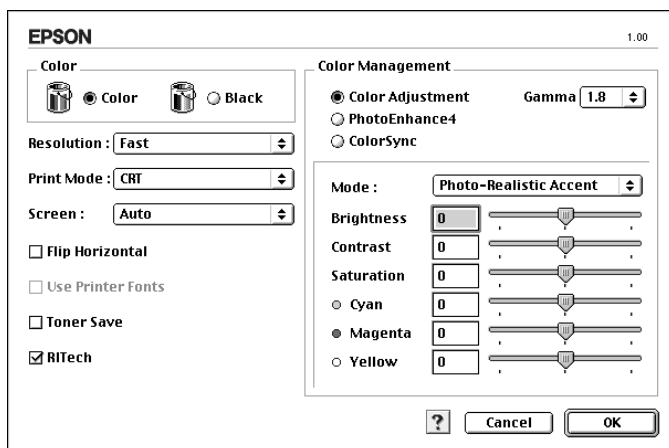 EPSON
1.00
Color
Color
Black
Resolution : Fast
Print Mode : CRT
Screen : Auto
Flip Horizontal
Use Printer Fonts
Toner Save
RITech
Color Management
Color Adjustment
Gamma 1.8
PhotoEnhance4
ColorSync
Mode : Photo-Realistic Accent
Brightness 0
Contrast 0
Saturation 0
Cyan 0
Magenta 0
Yellow 0
? Cancel OK